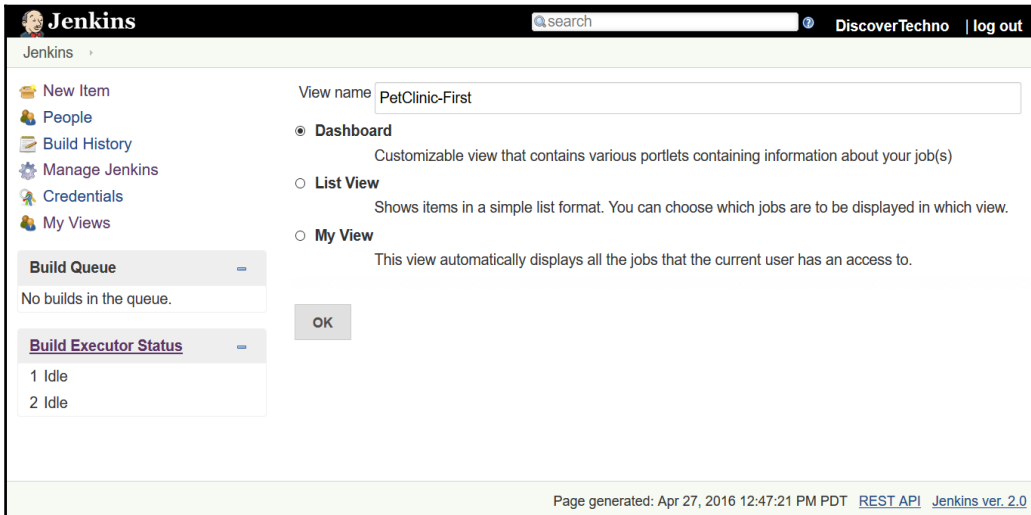 Jenkins
search
DiscoverTechno | log out
Jenkins
New Item
People
Build History
Manage Jenkins
Credentials
My Views
Build Queue
No builds in the queue.
Build Executor Status
1 Idle
2 Idle
View name PetClinic-First
Dashboard
Customizable view that contains various portlets containing information about your job(s)
List View
Shows items in a simple list format. You can choose which jobs are to be displayed in which view.
My View
This view automatically displays all the jobs that the current user has an access to.
OK
Page generated: Apr 27, 2016 12:47:21 PM PDT REST API Jenkins ver. 2.0